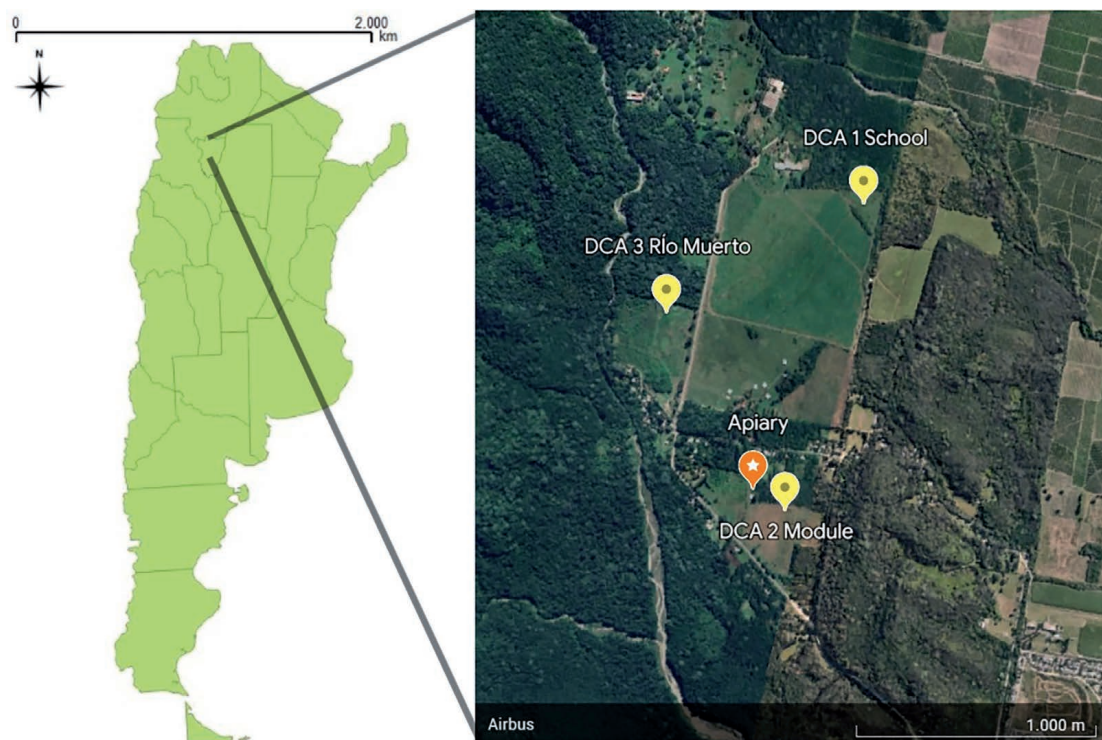 0
2.000
km
N
DCA 1 School
DCA 3 RÍo Muerto
Apiary
DCA 2 Module
Airbus
1.000 m